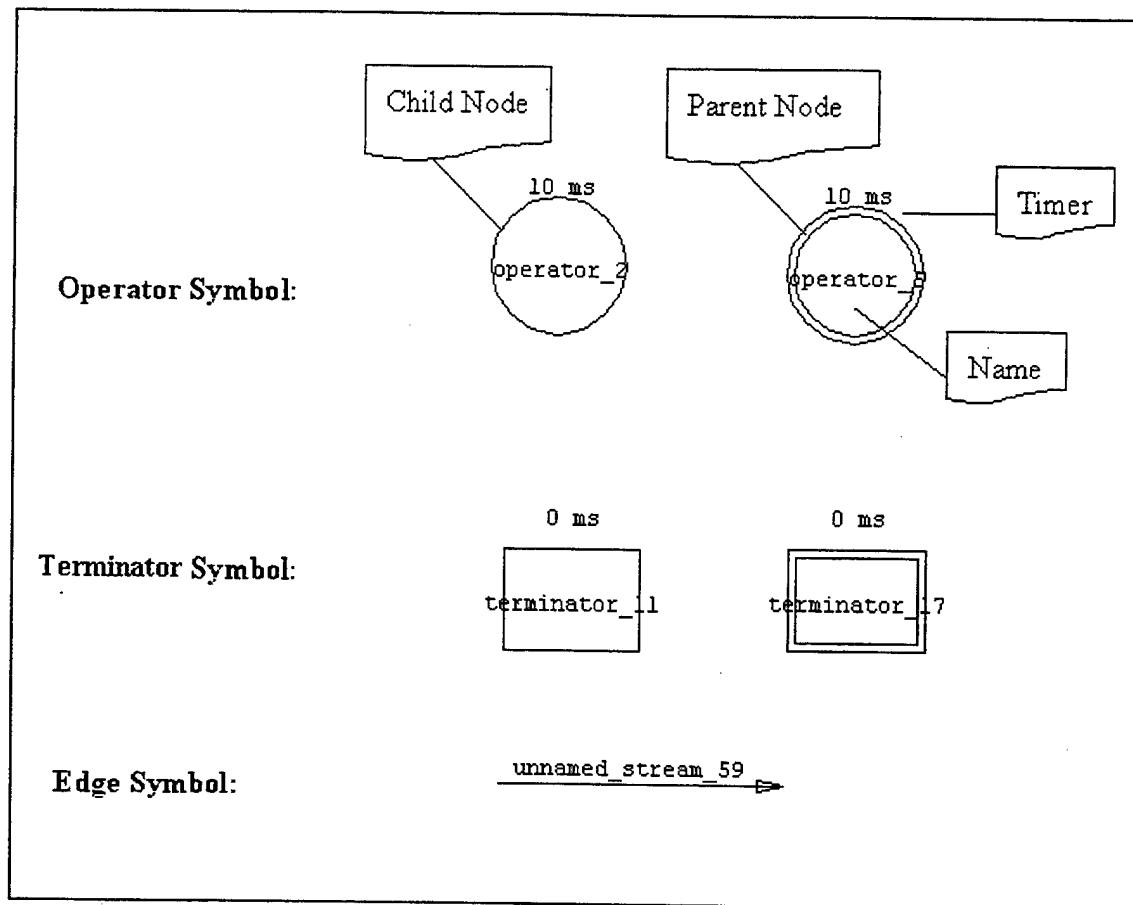 Child Node
Parent Node
10 ms
10 ms
Timer
Operator Symbol:
operator_2
Name
0 ms
0 ms
Terminator Symbol:
terminator_11
terminator_17
Edge Symbol:
unnamed_stream_59